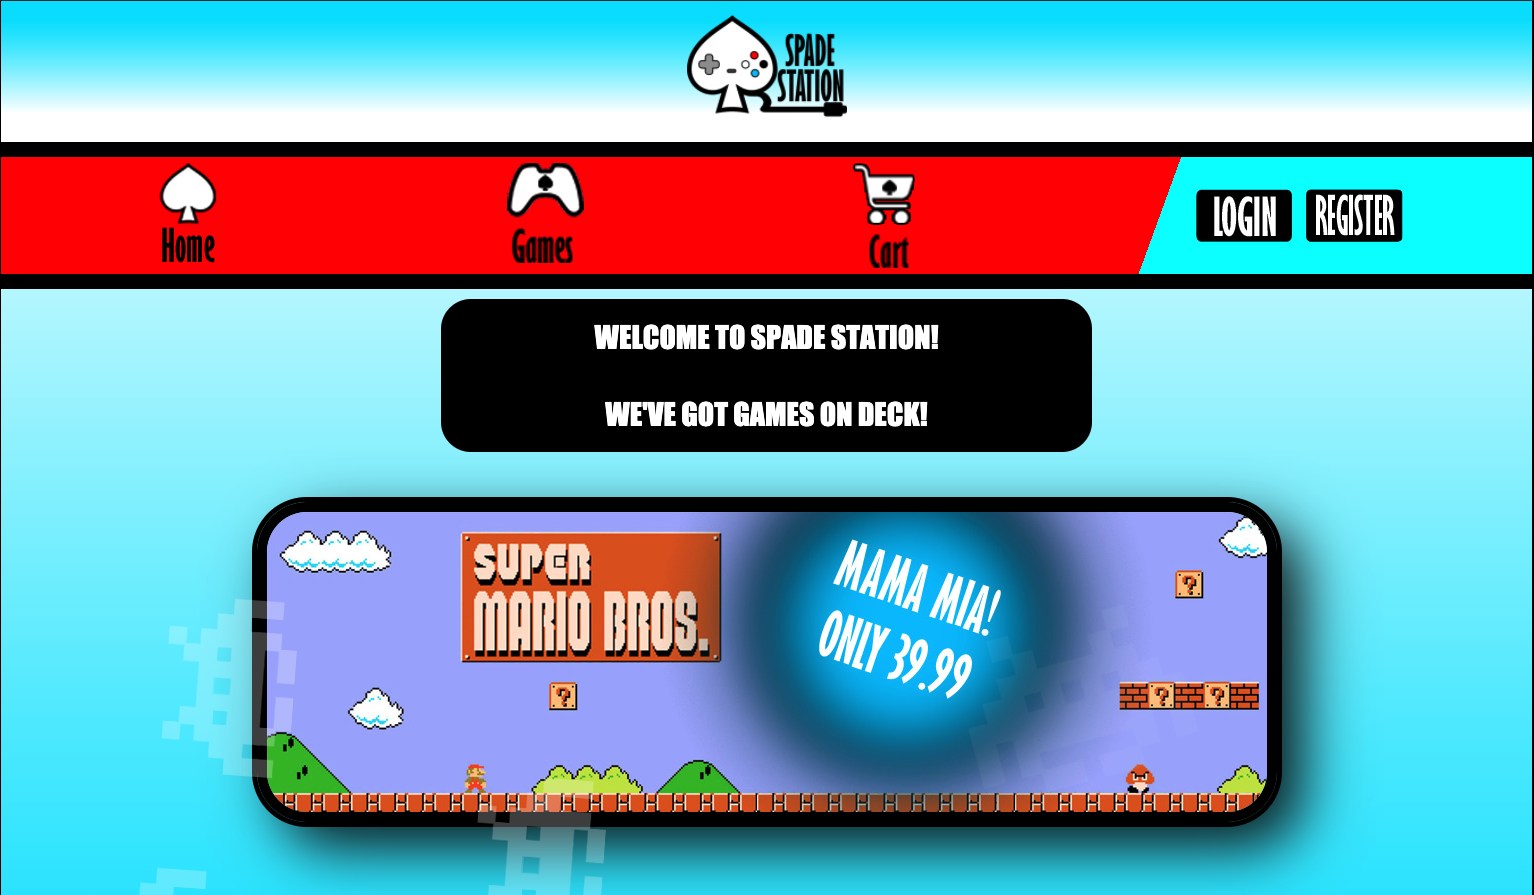 SPADE
STATION
Home
Games
Cart
LOGIN
REGISTER
WELCOME TO SPADE STATION!
WE'VE GOT GAMES ON DECK!
SUPER
MARIO BROS.
MAMA MIA!
ONLY 39.99
?
?
? ?